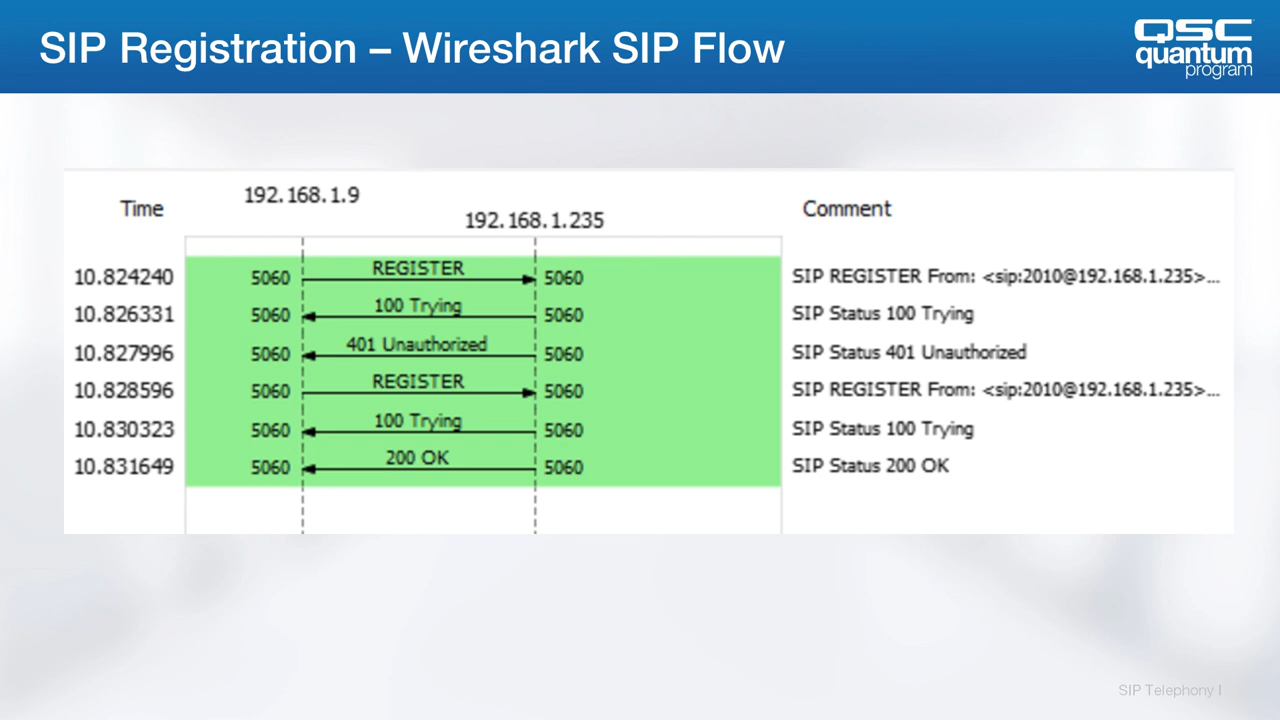 SIP Registration – Wireshark SIP Flow
QSC
quantum
program
Time
192.168.1.9
192.168.1.235
Comment
10.824240 5060 REGISTER 5060 SIP REGISTER From: <sip:2010@192.168.1.235>...
10.826331 5060 100 Trying 5060 SIP Status 100 Trying
10.827996 5060 401 Unauthorized 5060 SIP Status 401 Unauthorized
10.828596 5060 REGISTER 5060 SIP REGISTER From: <sip:2010@192.168.1.235>...
10.830323 5060 100 Trying 5060 SIP Status 100 Trying
10.831649 5060 200 OK 5060 SIP Status 200 OK
SIP Telephony I